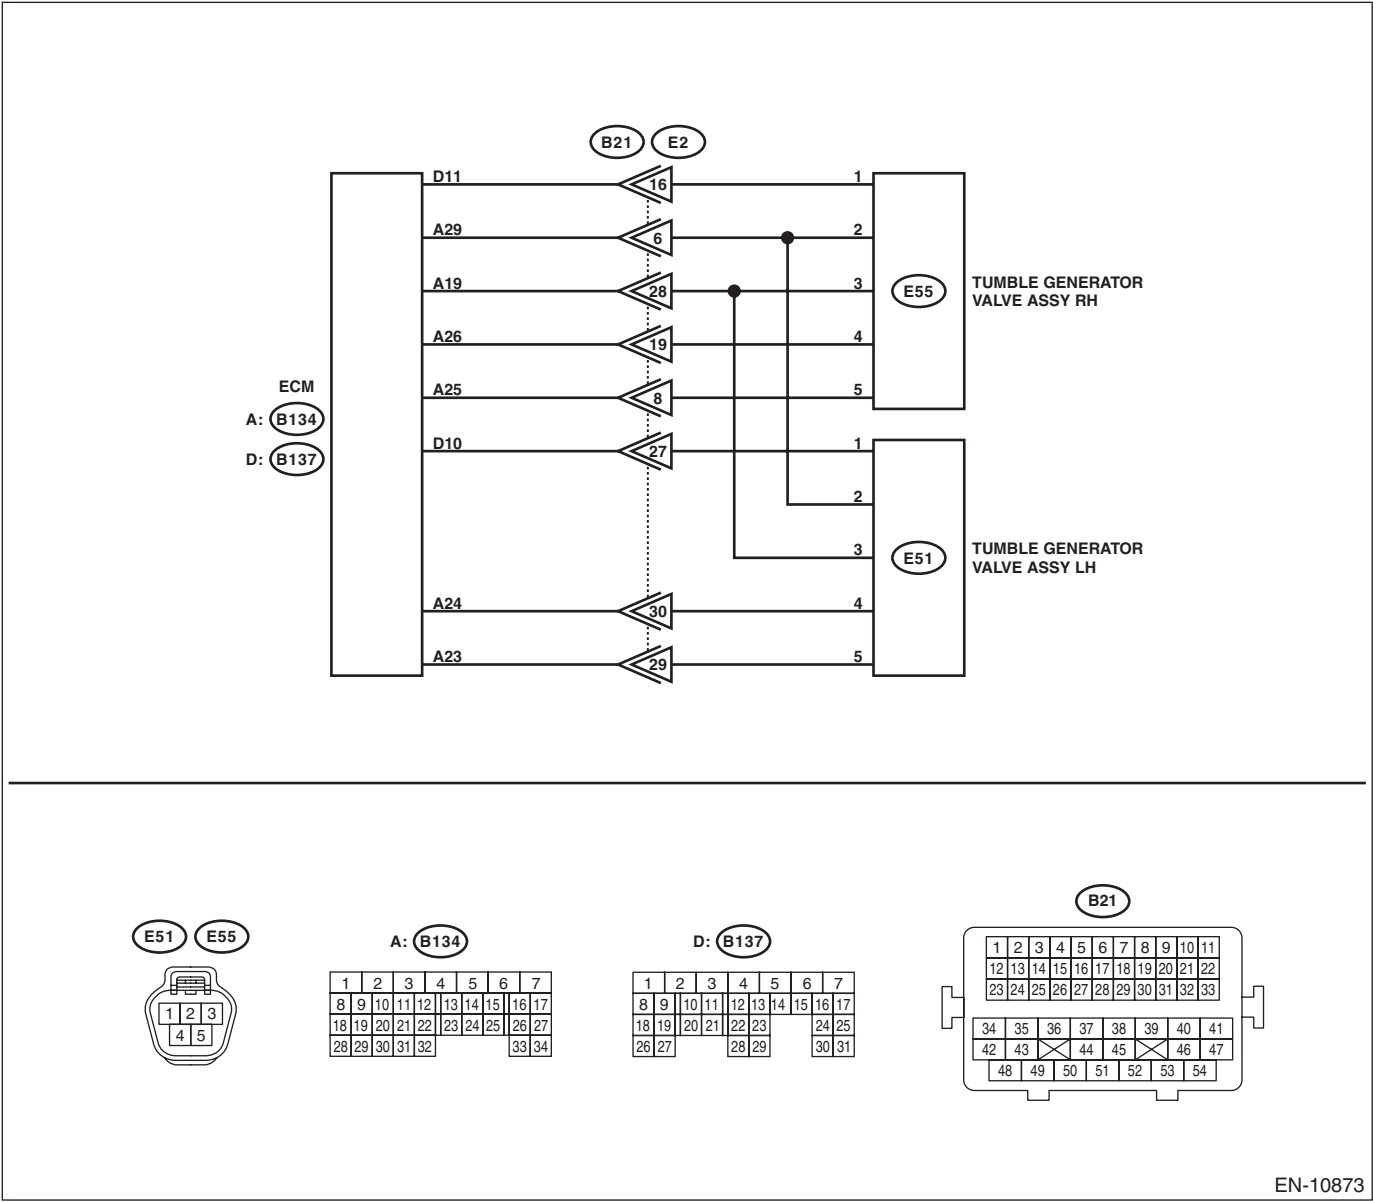 B21 E2
D11 16 1
A29 6 2
A19 28 3
E55
TUMBLE GENERATOR
VALVE ASSY RH
A26 19 4
A25 8 5
ECM
A: B134
D: B137
D10 27 1
2
3
E51
TUMBLE GENERATOR
VALVE ASSY LH
A24 30 4
A23 29 5
E51 E55
1 2 3
4 5
A: B134
1 2 3 4 5 6 7
8 9 10 11 12 13 14 15 16 17
18 19 20 21 22 23 24 25 26 27
28 29 30 31 32 33 34
D: B137
1 2 3 4 5 6 7
8 9 10 11 12 13 14 15 16 17
18 19 20 21 22 23 24 25
26 27 28 29 30 31
B21
1 2 3 4 5 6 7 8 9 10 11
12 13 14 15 16 17 18 19 20 21 22
23 24 25 26 27 28 29 30 31 32 33
34 35 36 37 38 39 40 41
42 43 44 45 46 47
48 49 50 51 52 53 54
EN-10873